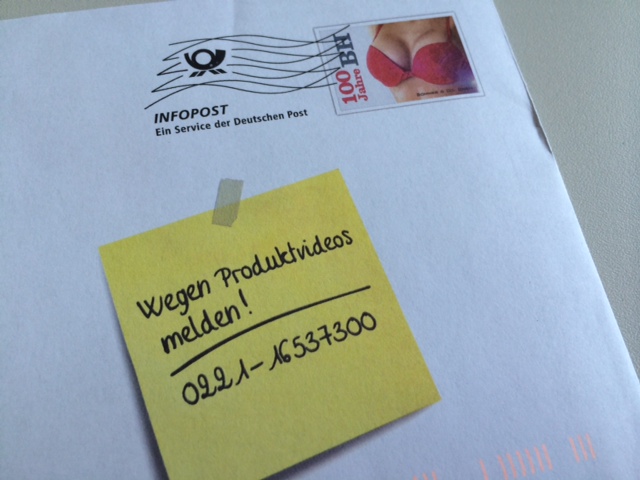 100
Jahre
BH
INFOPOST
Ein Service der Deutschen Post
Wegen Produktvideos
melden!
0221-16537300